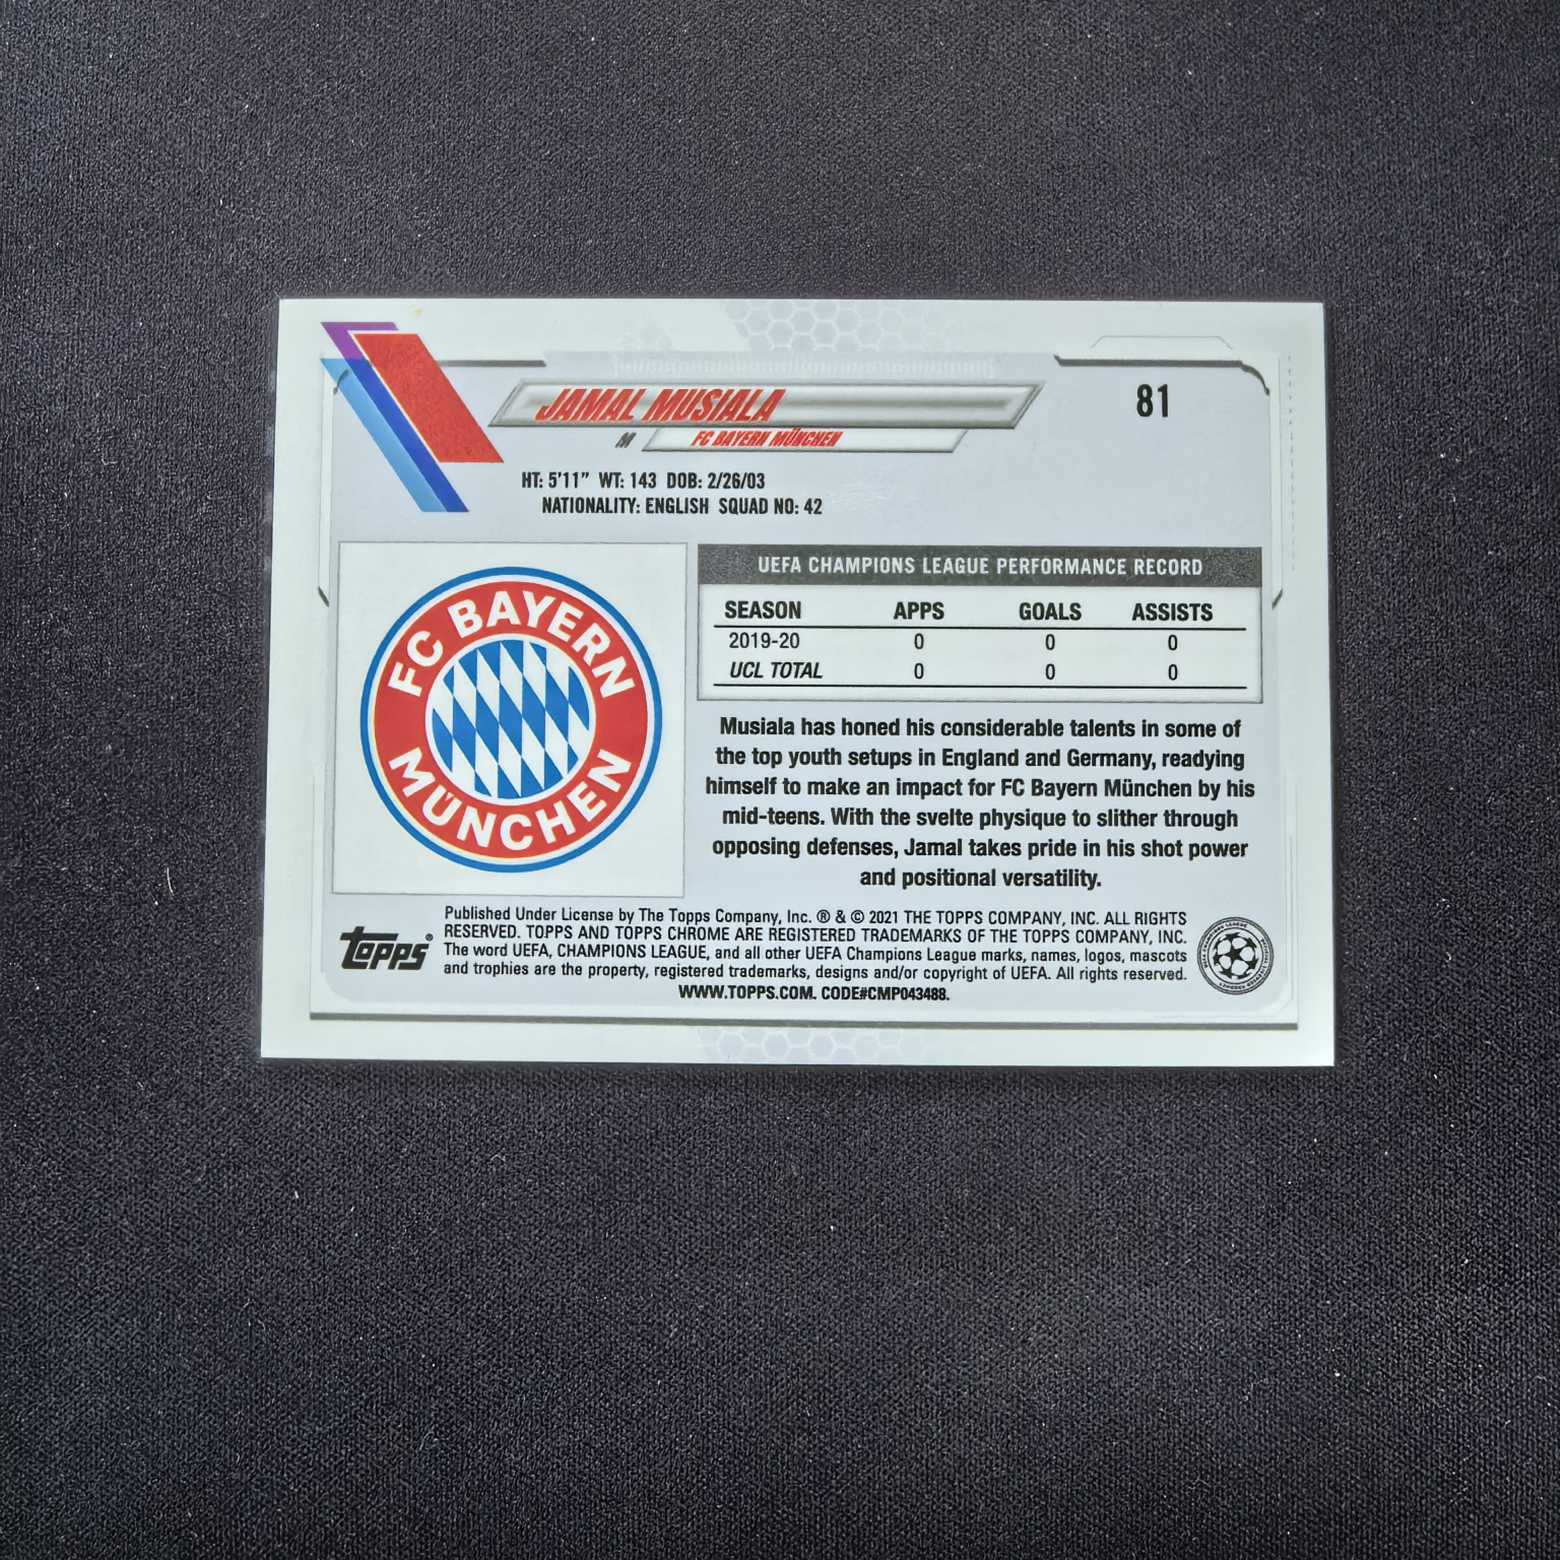 81
JAMAL MUSIALA
M FC BAYERN MÜNCHEN
HT: 5'11" WT: 143 DOB: 2/26/03
NATIONALITY: ENGLISH SQUAD NO: 42
FC BAYERN
MÜNCHEN
UEFA CHAMPIONS LEAGUE PERFORMANCE RECORD
SEASON APPS GOALS ASSISTS
2019-20 0 0 0
UCL TOTAL 0 0 0
Musiala has honed his considerable talents in some of
the top youth setups in England and Germany, readying
himself to make an impact for FC Bayern München by his
mid-teens. With the svelte physique to slither through
opposing defenses, Jamal takes pride in his shot power
and positional versatility.
topps®
Published Under License by The Topps Company, Inc. ® & © 2021 THE TOPPS COMPANY, INC. ALL RIGHTS
RESERVED. TOPPS AND TOPPS CHROME ARE REGISTERED TRADEMARKS OF THE TOPPS COMPANY, INC.
The word UEFA, CHAMPIONS LEAGUE, and all other UEFA Champions League marks, names, logos, mascots
and trophies are the property, registered trademarks, designs and/or copyright of UEFA. All rights reserved.
WWW.TOPPS.COM. CODE#CMP043488.